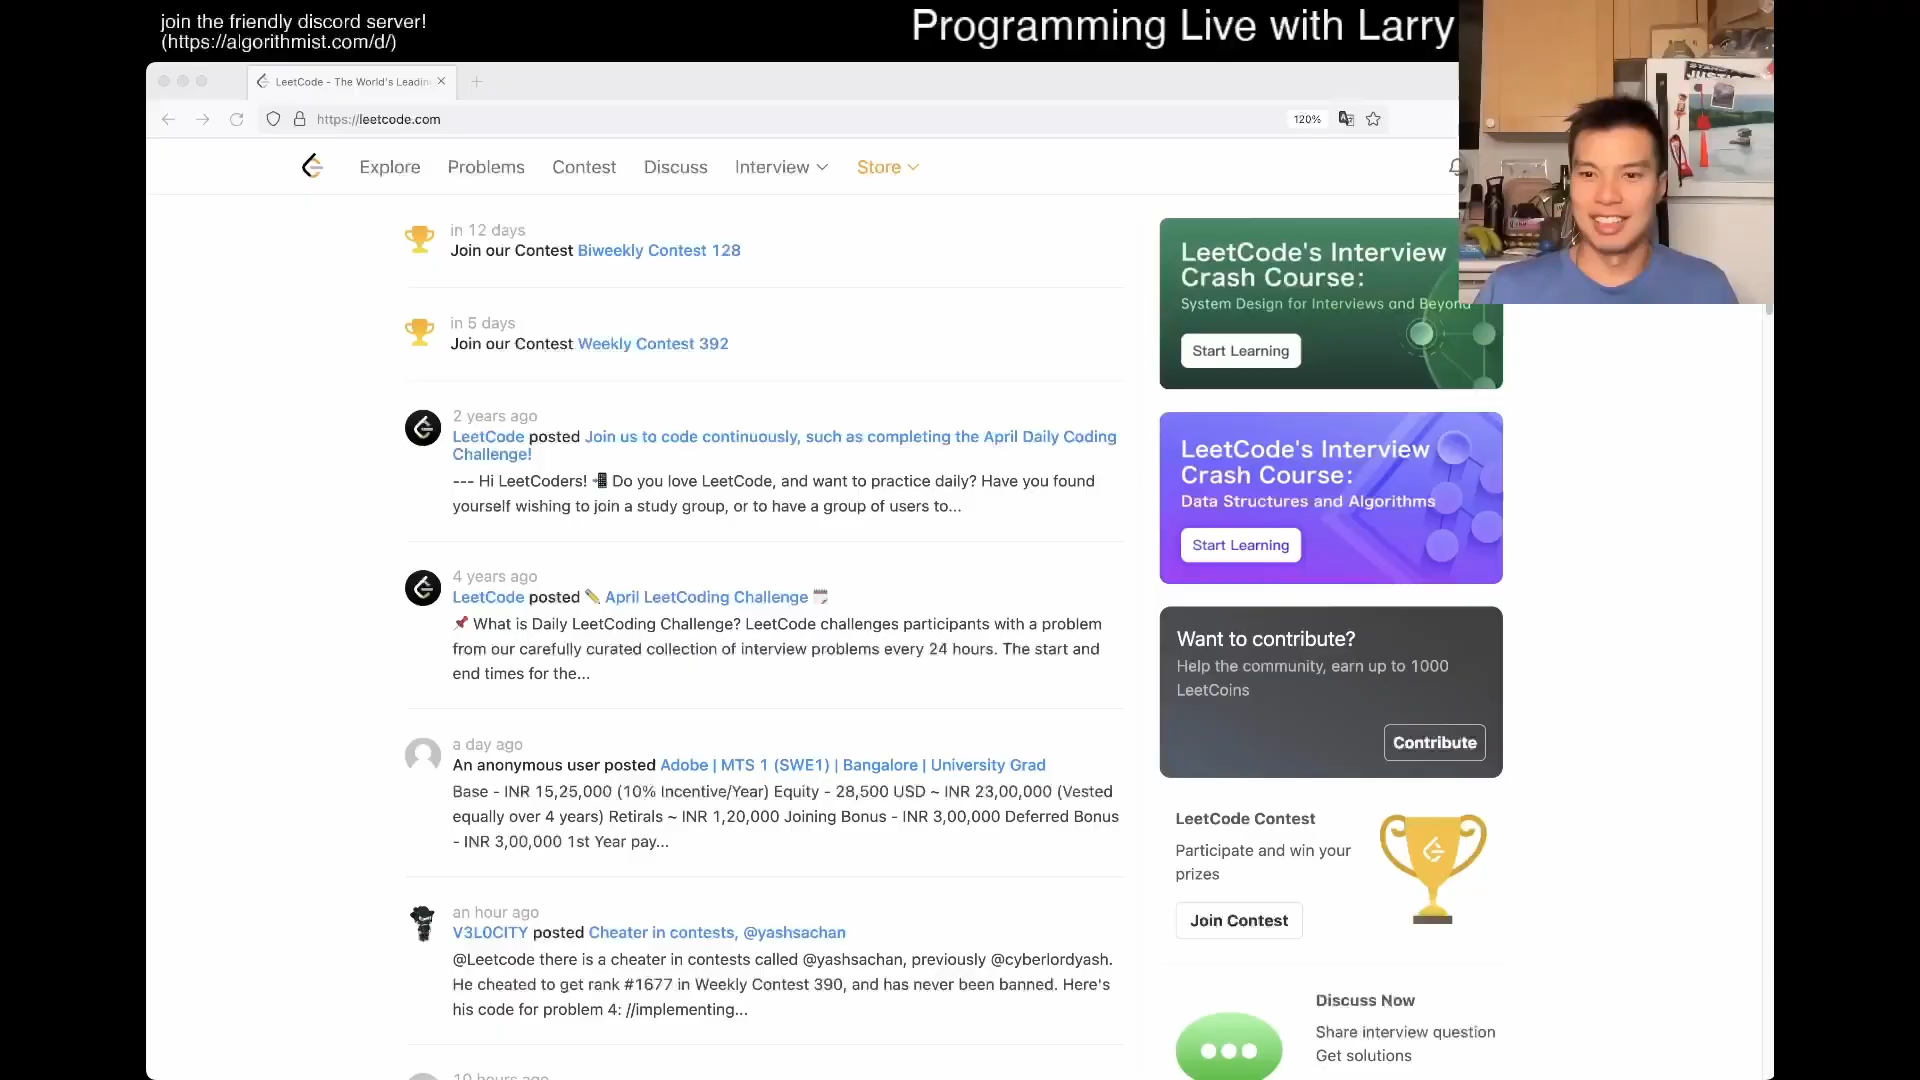 join the friendly discord server!
(https://algorithmist.com/d/)
Programming Live with Larry
LeetCode - The World's Leadin
https://leetcode.com
120%
Explore
Problems
Contest
Discuss
Interview
Store
in 12 days
Join our Contest Biweekly Contest 128
in 5 days
Join our Contest Weekly Contest 392
2 years ago
LeetCode posted Join us to code continuously, such as completing the April Daily Coding
Challenge!
--- Hi LeetCoders! 📲 Do you love LeetCode, and want to practice daily? Have you found
yourself wishing to join a study group, or to have a group of users to...
4 years ago
LeetCode posted ✏️ April LeetCoding Challenge 🗓️
📌 What is Daily LeetCoding Challenge? LeetCode challenges participants with a problem
from our carefully curated collection of interview problems every 24 hours. The start and
end times for the...
a day ago
An anonymous user posted Adobe | MTS 1 (SWE1) | Bangalore | University Grad
Base - INR 15,25,000 (10% Incentive/Year) Equity - 28,500 USD ~ INR 23,00,000 (Vested
equally over 4 years) Retirals ~ INR 1,20,000 Joining Bonus - INR 3,00,000 Deferred Bonus
- INR 3,00,000 1st Year pay...
an hour ago
V3L0CITY posted Cheater in contests, @yashsachan
@Leetcode there is a cheater in contests called @yashsachan, previously @cyberlordyash.
He cheated to get rank #1677 in Weekly Contest 390, and has never been banned. Here's
his code for problem 4: //implementing...
10 hours ago
LeetCode's Interview
Crash Course:
System Design for Interviews and Beyond
Start Learning
LeetCode's Interview
Crash Course:
Data Structures and Algorithms
Start Learning
Want to contribute?
Help the community, earn up to 1000
LeetCoins
Contribute
LeetCode Contest
Participate and win your
prizes
Join Contest
Discuss Now
Share interview question
Get solutions